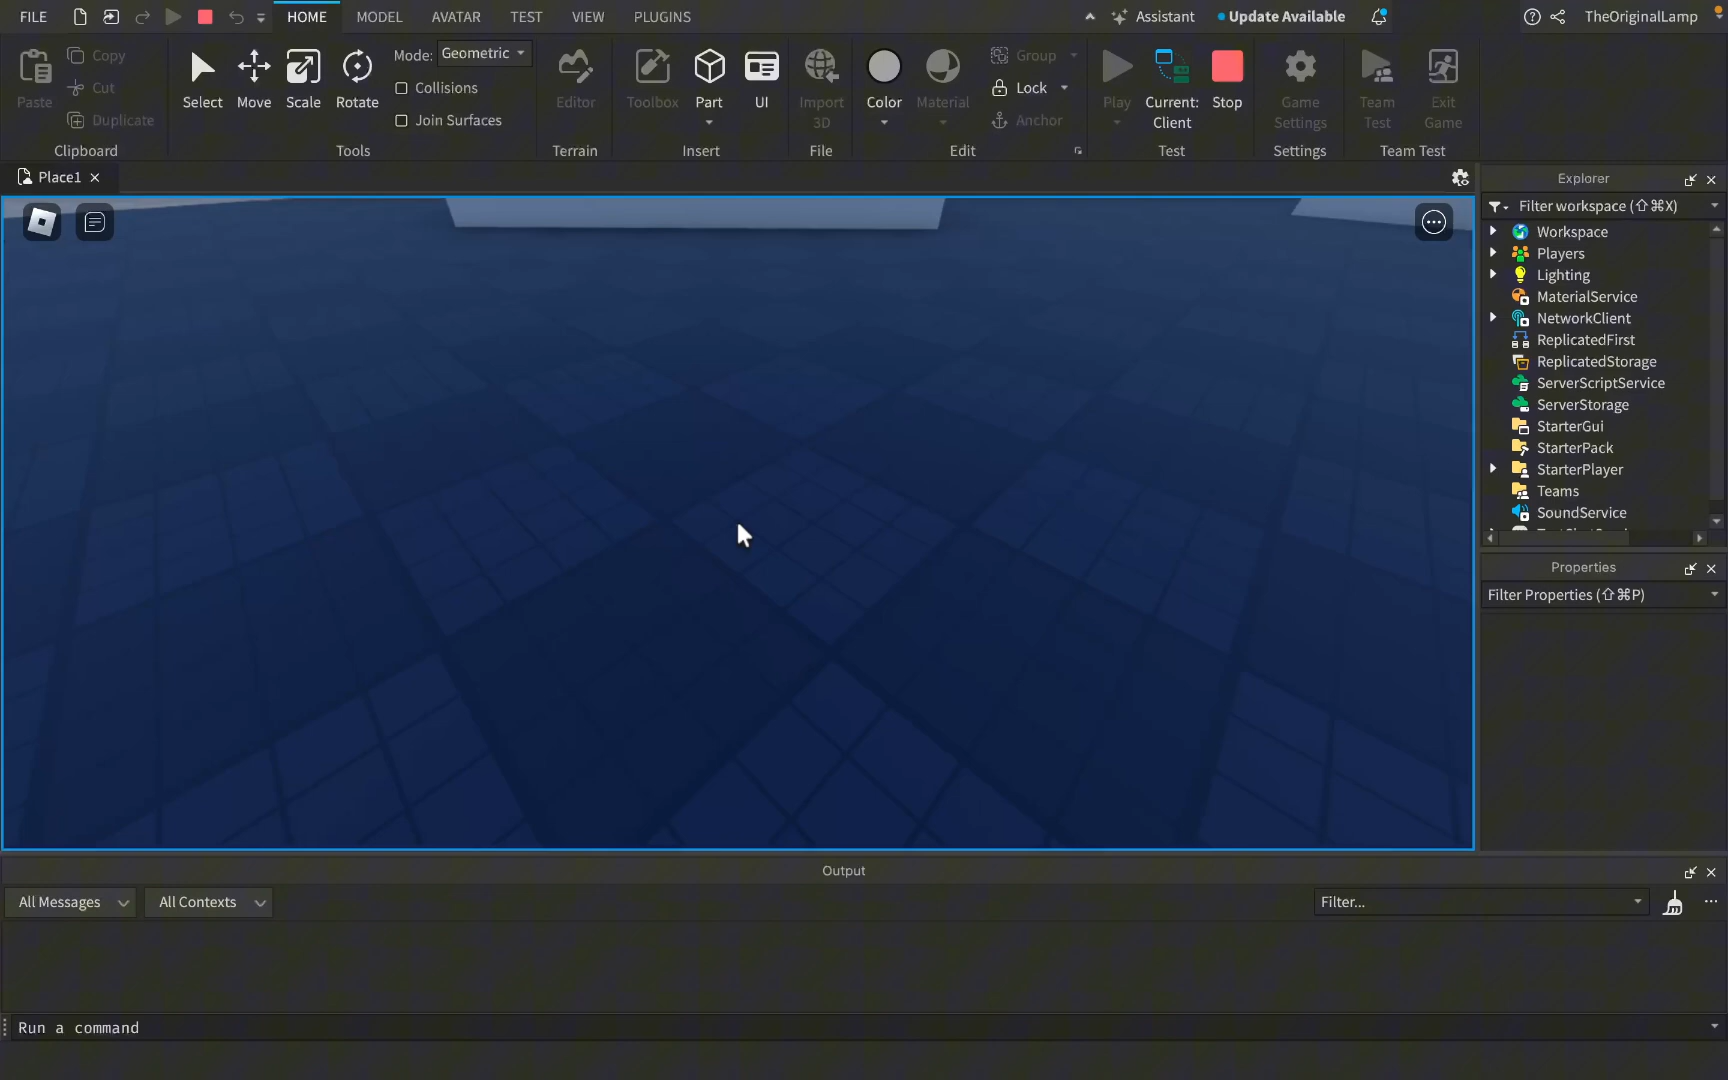 FILE HOME MODEL AVATAR TEST VIEW PLUGINS Assistant Update Available TheOriginalLamp
Paste Copy Cut Duplicate
Clipboard
Select Move Scale Rotate
Mode: Geometric
Collisions
Join Surfaces
Tools
Editor
Terrain
Toolbox Part UI
Insert
Import 3D
File
Color Material
Group
Lock
Anchor
Edit
Play Current: Client Stop
Test
Game Settings
Settings
Team Test Exit Game
Team Test
Place1
Explorer
Filter workspace (⇧⌘X)
Workspace
Players
Lighting
MaterialService
NetworkClient
ReplicatedFirst
ReplicatedStorage
ServerScriptService
ServerStorage
StarterGui
StarterPack
StarterPlayer
Teams
SoundService
Properties
Filter Properties (⇧⌘P)
Output
All Messages All Contexts Filter...
Run a command